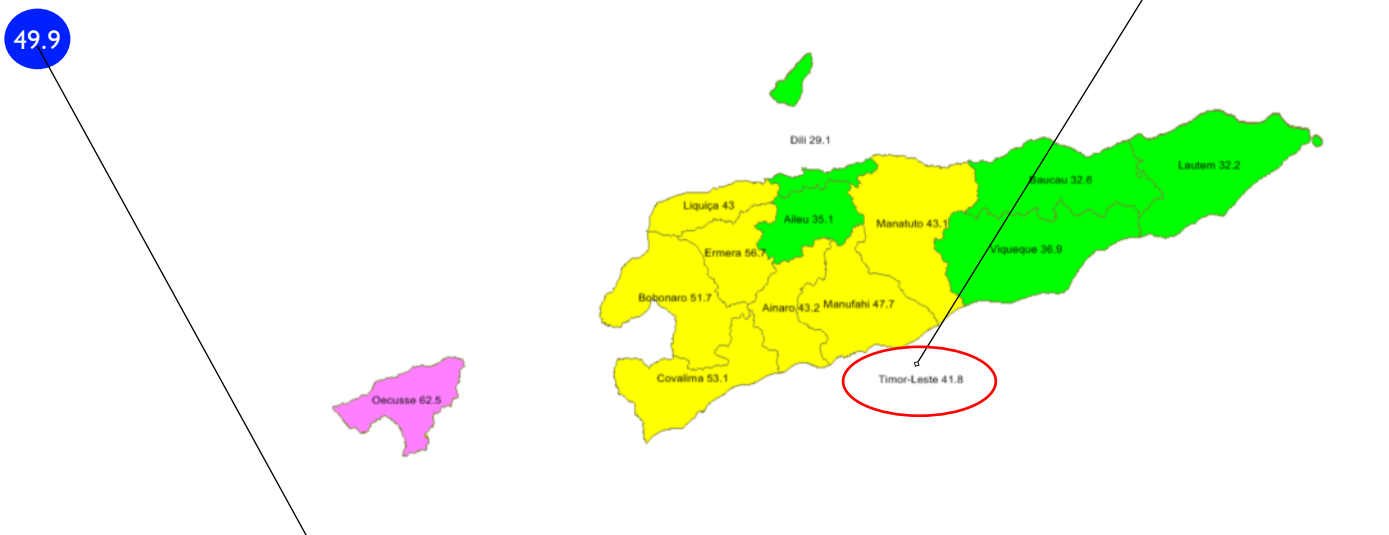 49.9
Dili 29.1
Lautem 32.2
Baucau 32.6
Liquiça 43
Aileu 35.1
Manatuto 43.1
Ermera 56.7
Viqueque 36.9
Bobonaro 51.7
Ainaro 43.2
Manufahi 47.7
Covalima 53.1
Timor-Leste 41.8
Oecusse 62.5